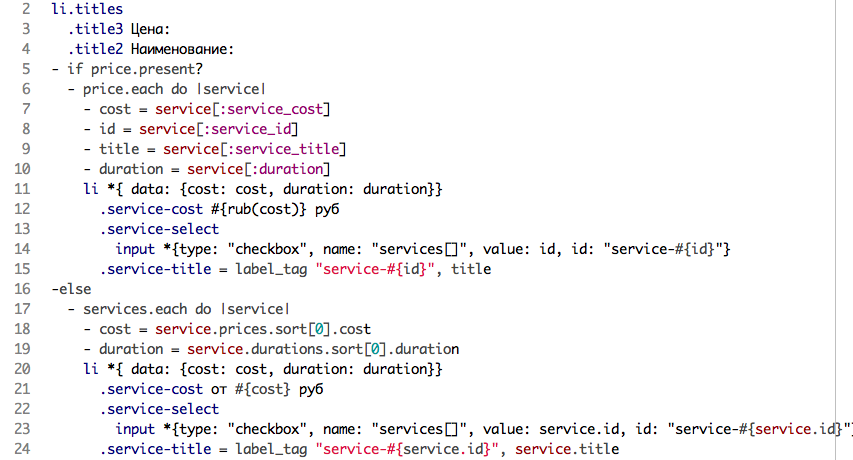 2 li.titles
3 .title3 Цена:
4 .title2 Наименование:
5 - if price.present?
6 - price.each do |service|
7 - cost = service[:service_cost]
8 - id = service[:service_id]
9 - title = service[:service_title]
10 - duration = service[:duration]
11 li *{ data: {cost: cost, duration: duration}}
12 .service-cost #{rub(cost)} руб
13 .service-select
14 input *{type: "checkbox", name: "services[]", value: id, id: "service-#{id}"}
15 .service-title = label_tag "service-#{id}", title
16 -else
17 - services.each do |service|
18 - cost = service.prices.sort[0].cost
19 - duration = service.durations.sort[0].duration
20 li *{ data: {cost: cost, duration: duration}}
21 .service-cost от #{cost} руб
22 .service-select
23 input *{type: "checkbox", name: "services[]", value: service.id, id: "service-#{service.id}"}
24 .service-title = label_tag "service-#{service.id}", service.title